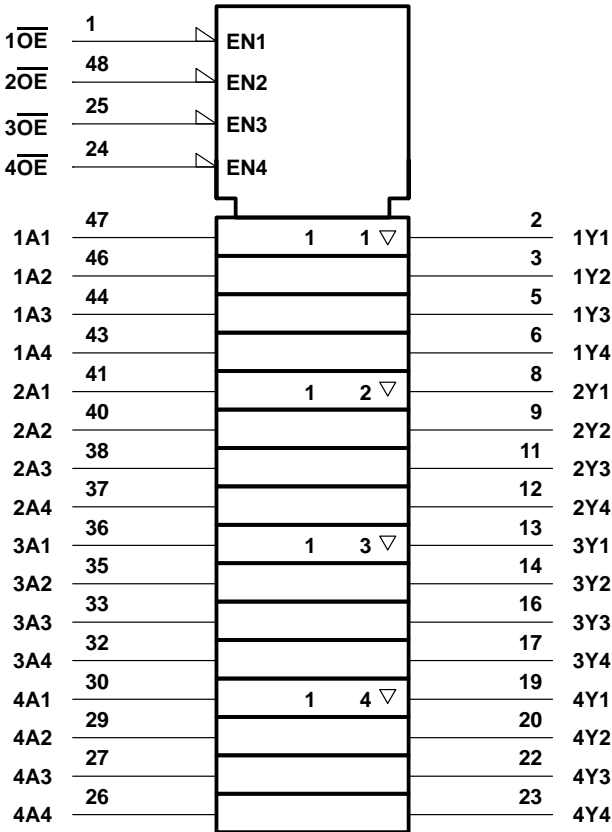 1O̅E̅ 1 EN1
2O̅E̅ 48 EN2
3O̅E̅ 25 EN3
4O̅E̅ 24 EN4
1A1 47 1 1 ▽ 2 1Y1
1A2 46 3 1Y2
1A3 44 5 1Y3
1A4 43 6 1Y4
2A1 41 1 2 ▽ 8 2Y1
2A2 40 9 2Y2
2A3 38 11 2Y3
2A4 37 12 2Y4
3A1 36 1 3 ▽ 13 3Y1
3A2 35 14 3Y2
3A3 33 16 3Y3
3A4 32 17 3Y4
4A1 30 1 4 ▽ 19 4Y1
4A2 29 20 4Y2
4A3 27 22 4Y3
4A4 26 23 4Y4